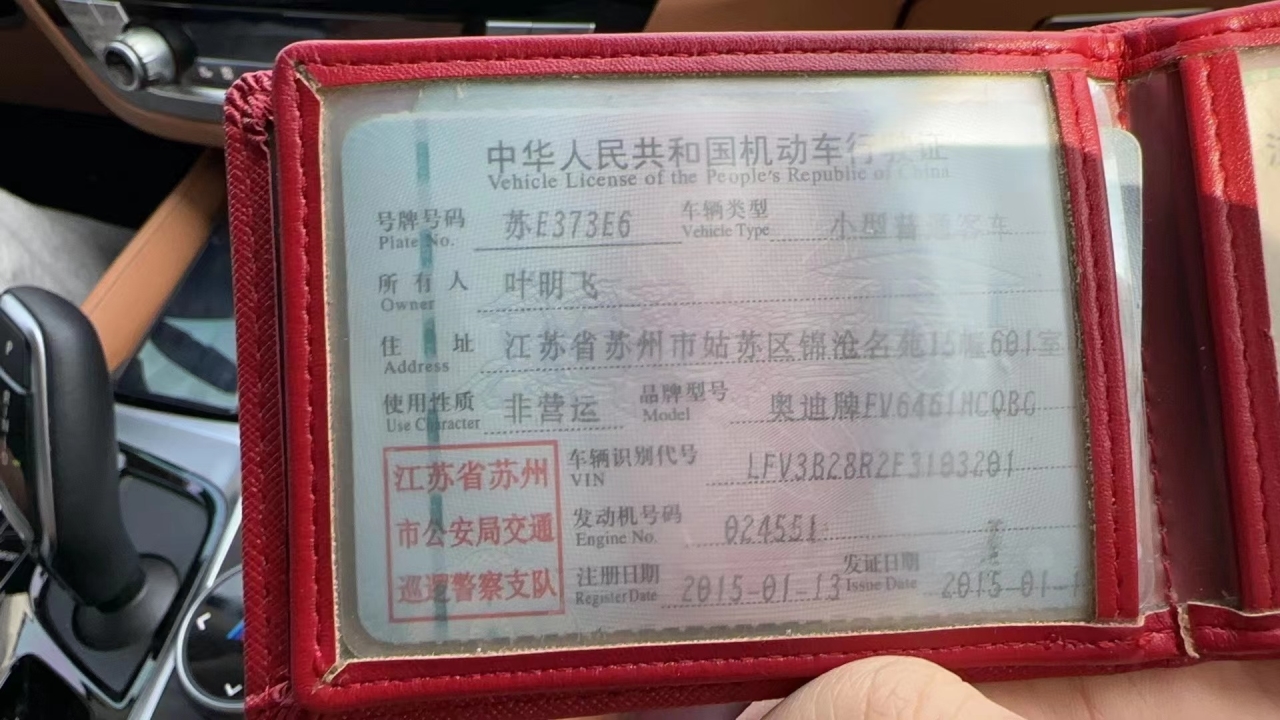 中华人民共和国机动车行驶证
Vehicle License of the People's Republic of China
号牌号码 苏E373E6 车辆类型 小型普通客车
Plate No. Vehicle Type
所有人 叶明飞
Owner
住址 江苏省苏州市姑苏区锦沧名苑15幢601室
Address
使用性质 非营运 品牌型号 奥迪牌FV6461HCQBG
Use Character Model
江苏省苏州
市公安局交通
巡逻警察支队
车辆识别代号 LFV3B28R2F3103201
VIN
发动机号码 024551
Engine No.
注册日期 2015-01-13 发证日期 2015-01-1
Register Date Issue Date
P